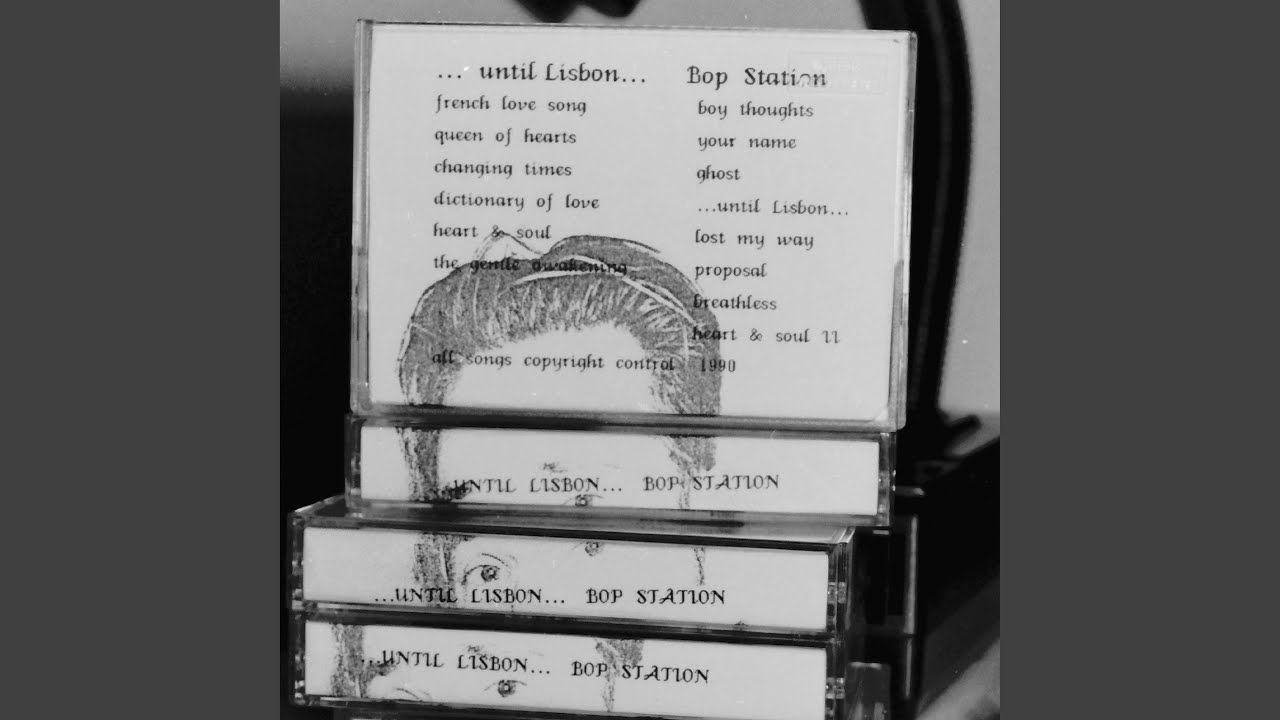 ... until Lisbon...
french love song
queen of hearts
changing times
dictionary of love
heart & soul
the gentle awakening
Bop Station
boy thoughts
your name
ghost
...until Lisbon...
lost my way
proposal
breathless
heart & soul II
all songs copyright control 1990
...UNTIL LISBON... BOP STATION
...UNTIL LISBON... BOP STATION
...UNTIL LISBON... BOP STATION